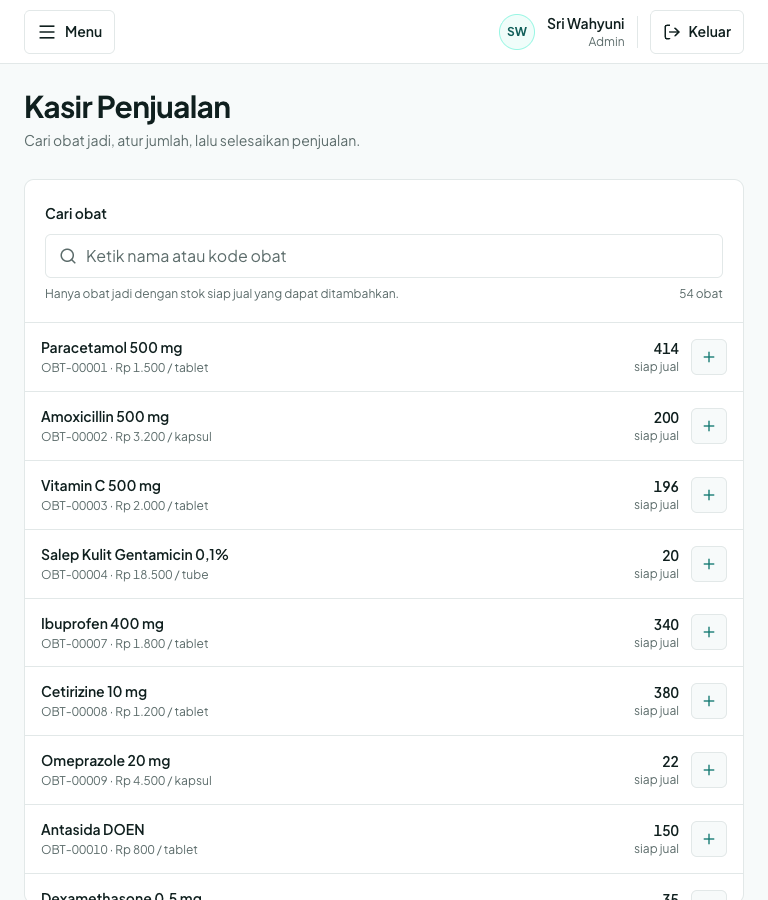 Menu
SW
Sri Wahyuni
Admin
Keluar
Kasir Penjualan
Cari obat jadi, atur jumlah, lalu selesaikan penjualan.
Cari obat
Ketik nama atau kode obat
Hanya obat jadi dengan stok siap jual yang dapat ditambahkan.
54 obat
Paracetamol 500 mg
414
OBT-00001 · Rp 1.500 / tablet
siap jual
Amoxicillin 500 mg
200
OBT-00002 · Rp 3.200 / kapsul
siap jual
Vitamin C 500 mg
196
OBT-00003 · Rp 2.000 / tablet
siap jual
Salep Kulit Gentamicin 0,1%
20
OBT-00004 · Rp 18.500 / tube
siap jual
Ibuprofen 400 mg
340
OBT-00007 · Rp 1.800 / tablet
siap jual
Cetirizine 10 mg
380
OBT-00008 · Rp 1.200 / tablet
siap jual
Omeprazole 20 mg
22
OBT-00009 · Rp 4.500 / kapsul
siap jual
Antasida DOEN
150
OBT-00010 · Rp 800 / tablet
siap jual
Dexamethasone 0,5 mg
35